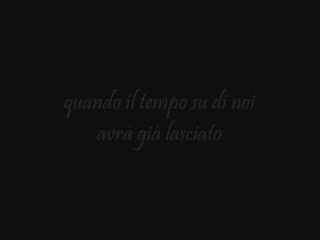 quando il tempo su di noi
avrà già lasciato